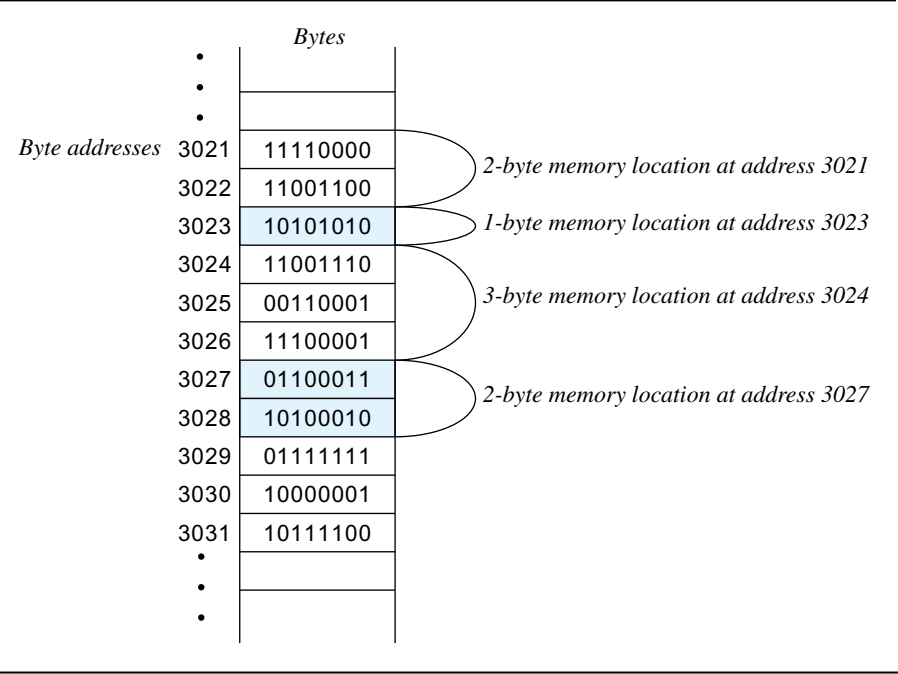 Bytes
Byte addresses 3021 11110000
2-byte memory location at address 3021
3022 11001100
3023 10101010 1-byte memory location at address 3023
3024 11001110
3025 00110001 3-byte memory location at address 3024
3026 11100001
3027 01100011
2-byte memory location at address 3027
3028 10100010
3029 01111111
3030 10000001
3031 10111100